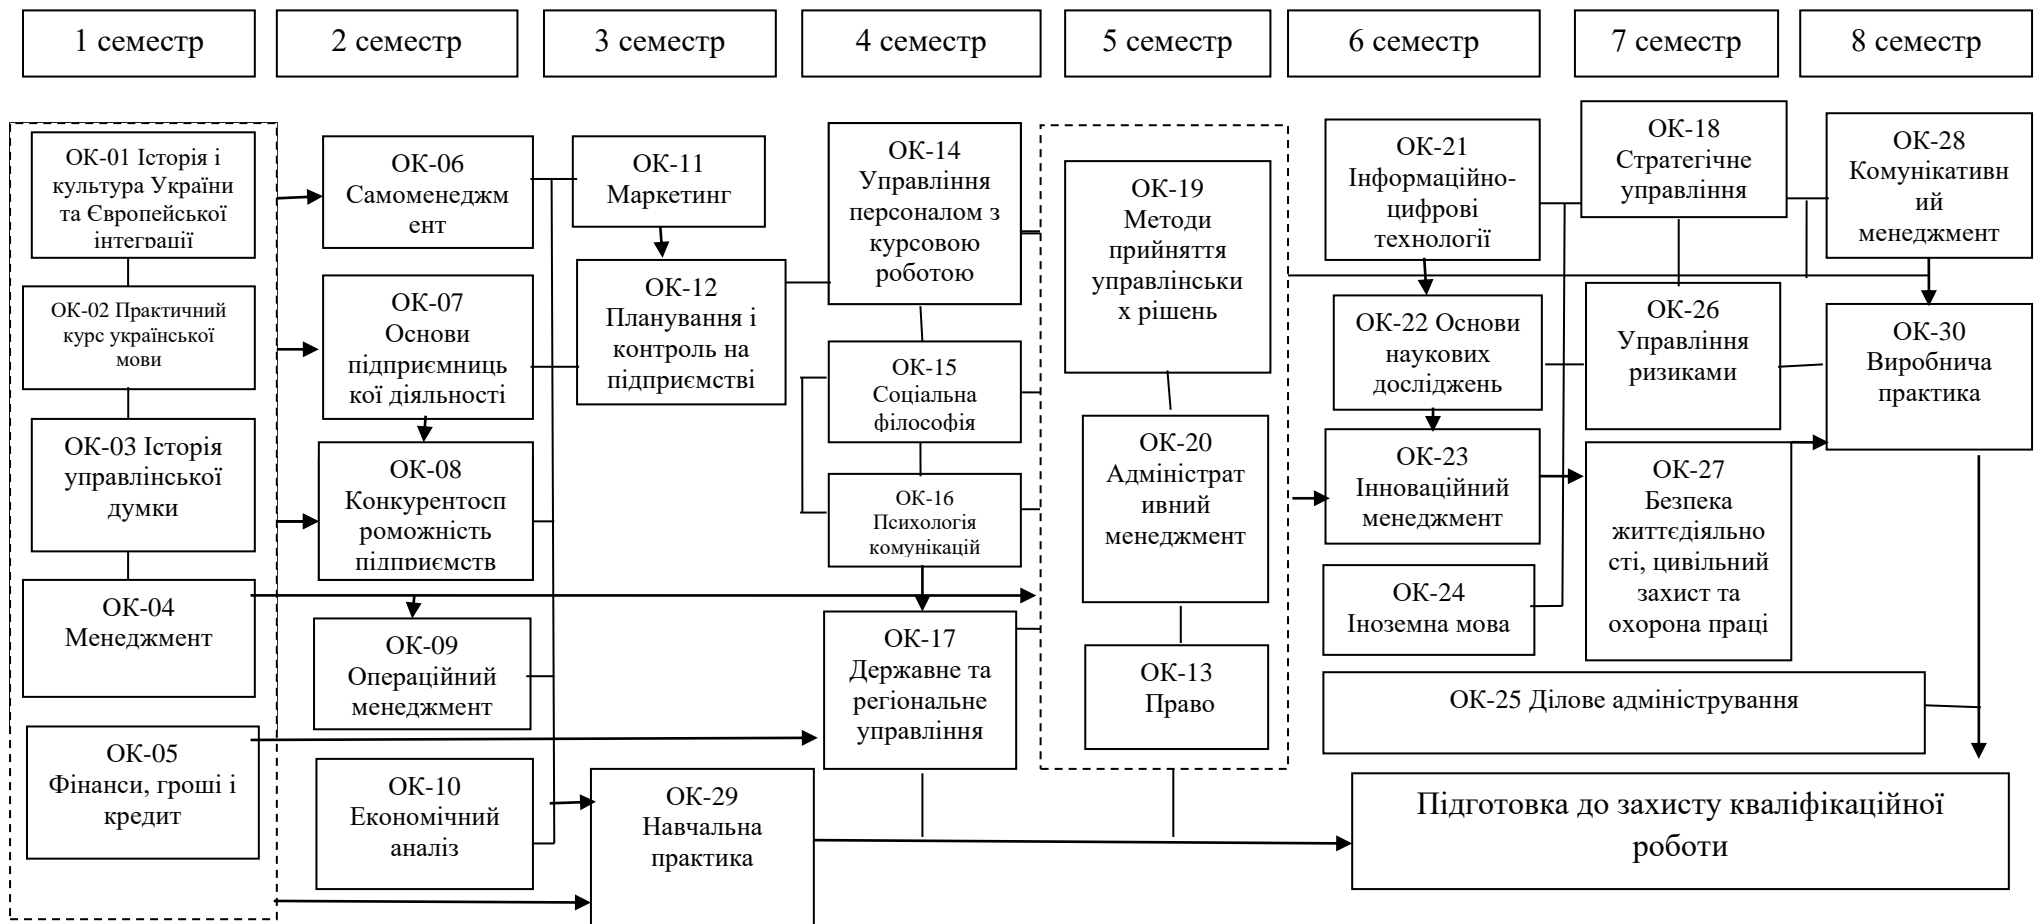 1 семестр
2 семестр
3 семестр
4 семестр
5 семестр
6 семестр
7 семестр
8 семестр
ОК-01 Історія і
культура України
та Європейської
інтеграції
ОК-02 Практичний
курс української
мови
ОК-03 Історія
управлінської
думки
ОК-04
Менеджмент
ОК-05
Фінанси, гроші і
кредит
ОК-06
Самоменеджм
ент
ОК-07
Основи
підприємниць
кої діяльності
ОК-08
Конкурентосп
роможність
підприємств
ОК-09
Операційний
менеджмент
ОК-10
Економічний
аналіз
ОК-11
Маркетинг
ОК-12
Планування і
контроль на
підприємстві
ОК-29
Навчальна
практика
ОК-14
Управління
персоналом з
курсовою
роботою
ОК-15
Соціальна
філософія
ОК-16
Психологія
комунікацій
ОК-17
Державне та
регіональне
управління
ОК-19
Методи
прийняття
управлінськи
х рішень
ОК-20
Адміністрат
ивний
менеджмент
ОК-13
Право
ОК-21
Інформаційно-
цифрові
технології
ОК-22 Основи
наукових
досліджень
ОК-23
Інноваційний
менеджмент
ОК-24
Іноземна мова
ОК-25 Ділове адміністрування
ОК-18
Стратегічне
управління
ОК-26
Управління
ризиками
ОК-27
Безпека
життєдіяльно
сті, цивільний
захист та
охорона праці
ОК-28
Комунікативн
ий
менеджмент
ОК-30
Виробнича
практика
Підготовка до захисту кваліфікаційної
роботи